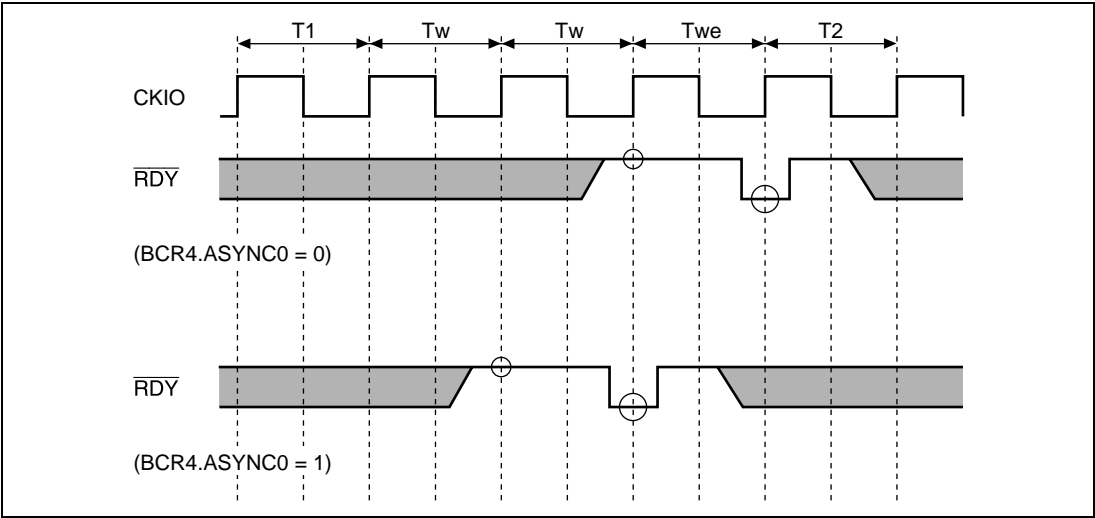 T1 Tw Tw Twe T2
CKIO
RDY
(BCR4.ASYNC0 = 0)
RDY
(BCR4.ASYNC0 = 1)